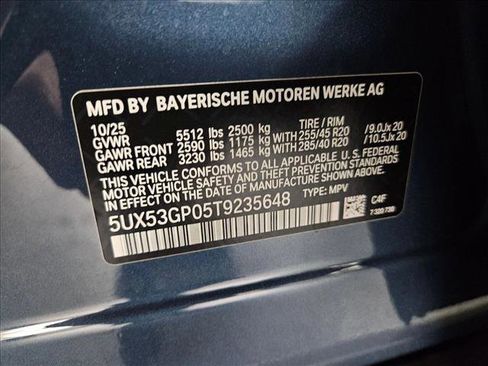 MFD BY BAYERISCHE MOTOREN WERKE AG
10/25 TIRE / RIM
GVWR 5512 lbs 2500 kg
GAWR FRONT 2590 lbs 1175 kg WITH 255/45 R20 /9.0Jx20
GAWR REAR 3230 lbs 1465 kg WITH 285/40 R20 /10.5Jx20
THIS VEHICLE CONFORMS TO ALL APPLICABLE U.S. FEDERAL
MOTOR VEHICLE SAFETY, BUMPER, AND THEFT PREVENTION
STANDARDS IN EFFECT ON THE DATE OF MANUFACTURE SHOWN ABOVE.
5UX53GP05T9235648 TYPE: MPV
C4F